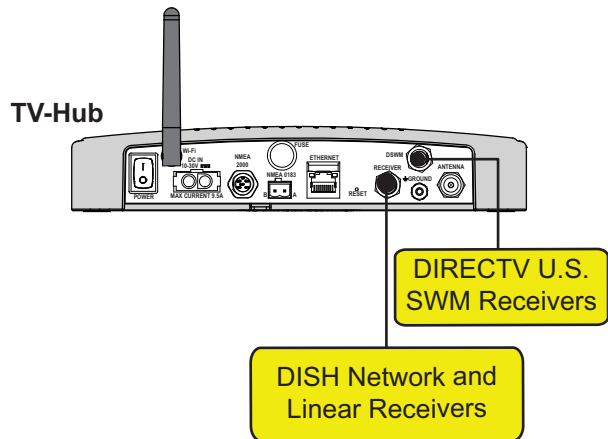 TV-Hub
Wi-Fi
DC IN
10-30V
MAX CURRENT 9.5A
POWER
NMEA
2000
FUSE
NMEA 0183
B A
ETHERNET
RESET
DSWM
RECEIVER
GROUND
ANTENNA
DIRECTV U.S.
SWM Receivers
DISH Network and
Linear Receivers